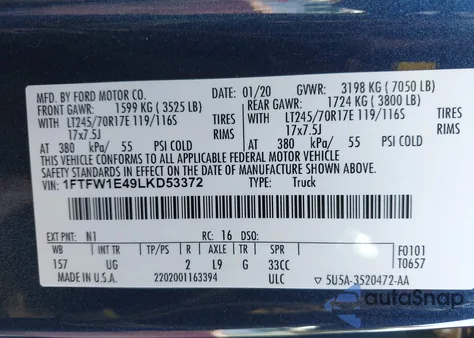 MFD. BY FORD MOTOR CO. DATE: 01/20 GVWR: 3198 KG ( 7050 LB)
FRONT GAWR: 1599 KG ( 3525 LB) REAR GAWR: 1724 KG ( 3800 LB)
WITH LT245/70R17E 119/116S TIRES WITH LT245/70R17E 119/116S TIRES
17x7.5J RIMS 17x7.5J RIMS
AT 380 kPa/ 55 PSI COLD AT 380 kPa/ 55 PSI COLD
THIS VEHICLE CONFORMS TO ALL APPLICABLE FEDERAL MOTOR VEHICLE
SAFETY STANDARDS IN EFFECT ON THE DATE OF MANUFACTURE SHOWN ABOVE.
VIN: 1FTFW1E49LKD53372 TYPE: Truck
EXT PNT: N1 RC: 16 DSO: F0101
WB INT TR TP/PS R AXLE TR SPR T0657
157 UG 2 L9 G 33CC
MADE IN U.S.A. 2202001163394 ULC 5U5A-3520472-AA
autoSnap